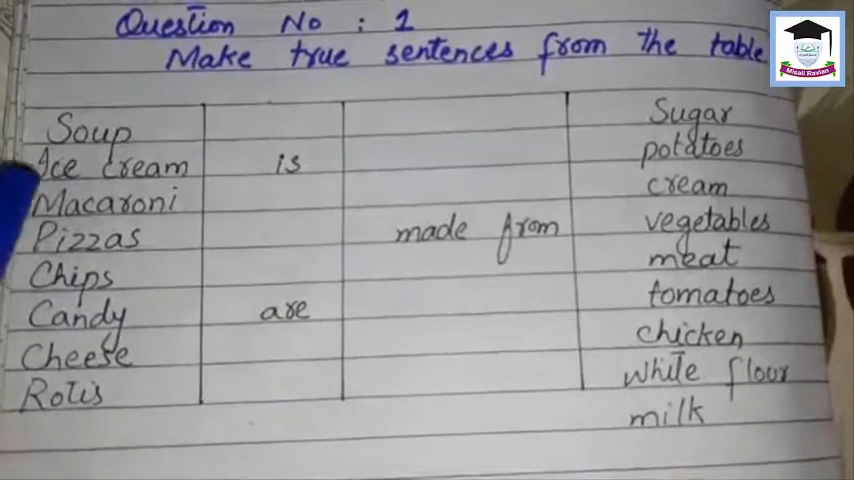 Question No : 1
Make true sentences from the table
Soup Sugar
Ice cream is potatoes
Macaroni cream
Pizzas made from vegetables
Chips meat
Candy are tomatoes
Cheese chicken
Rotis white flour
milk
Misali Ravian